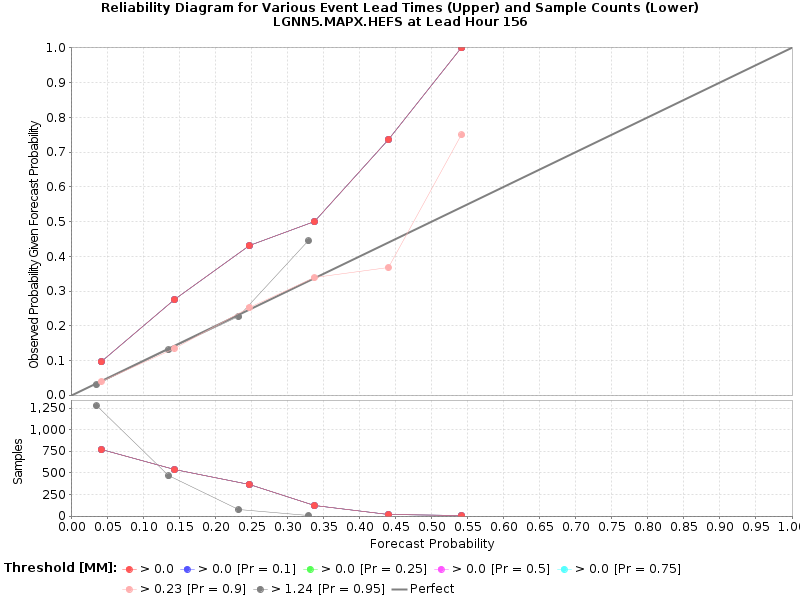 Reliability Diagram for Various Event Lead Times (Upper) and Sample Counts (Lower)
LGNN5.MAPX.HEFS at Lead Hour 156
Observed Probability Given Forecast Probability
1.0
0.9
0.8
0.7
0.6
0.5
0.4
0.3
0.2
0.1
0.0
Samples
1,250
1,000
750
500
250
0
0.00 0.05 0.10 0.15 0.20 0.25 0.30 0.35 0.40 0.45 0.50 0.55 0.60 0.65 0.70 0.75 0.80 0.85 0.90 0.95 1.0
Forecast Probability
Threshold [MM]: > 0.0 > 0.0 [Pr = 0.1] > 0.0 [Pr = 0.25] > 0.0 [Pr = 0.5] > 0.0 [Pr = 0.75]
> 0.23 [Pr = 0.9] > 1.24 [Pr = 0.95] Perfect